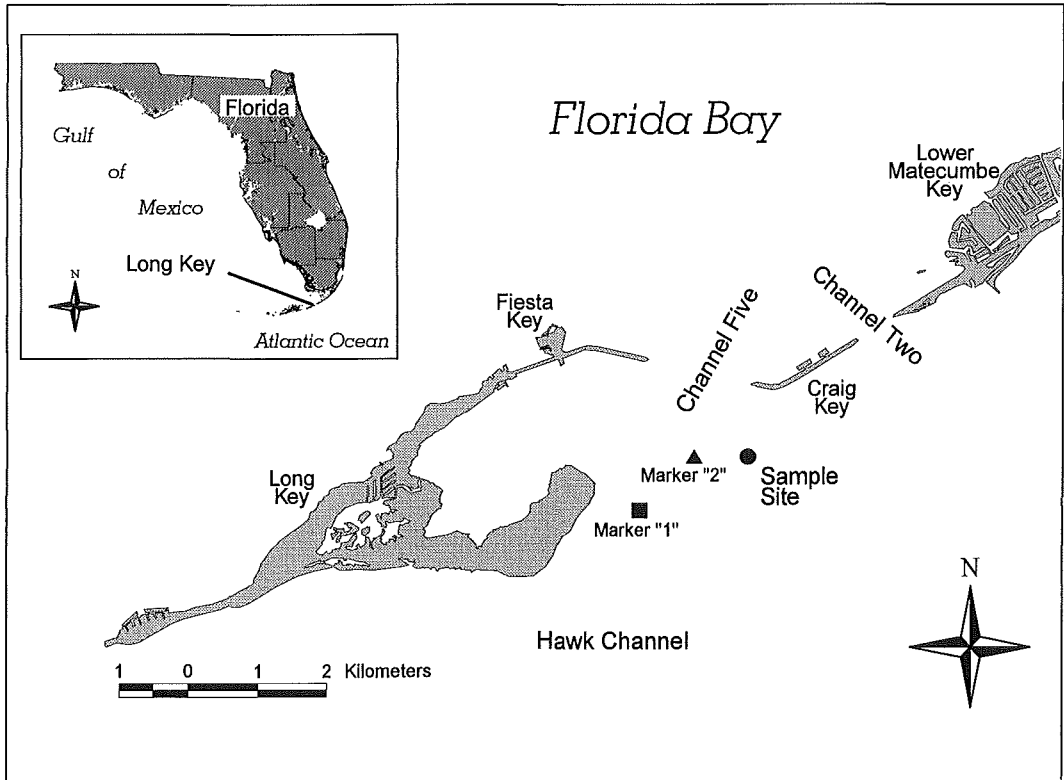 Florida
Gulf
of
Mexico
Long Key
N
Atlantic Ocean
Florida Bay
Lower
Matecumbe
Key
Fiesta
Key
Channel Five
Channel Two
Craig
Key
Long
Key
Marker "2"
Sample
Site
Marker "1"
N
Hawk Channel
1 0 1 2 Kilometers